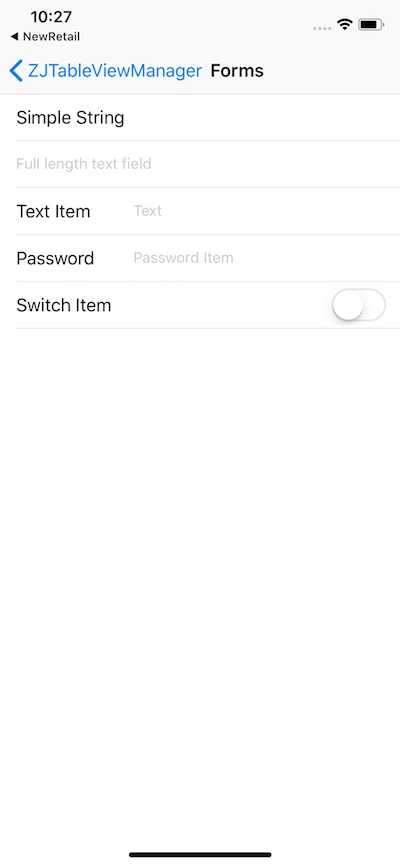 10:27
◀ NewRetail
ZJTableViewManager Forms
Simple String
Full length text field
Text Item Text
Password Password Item
Switch Item